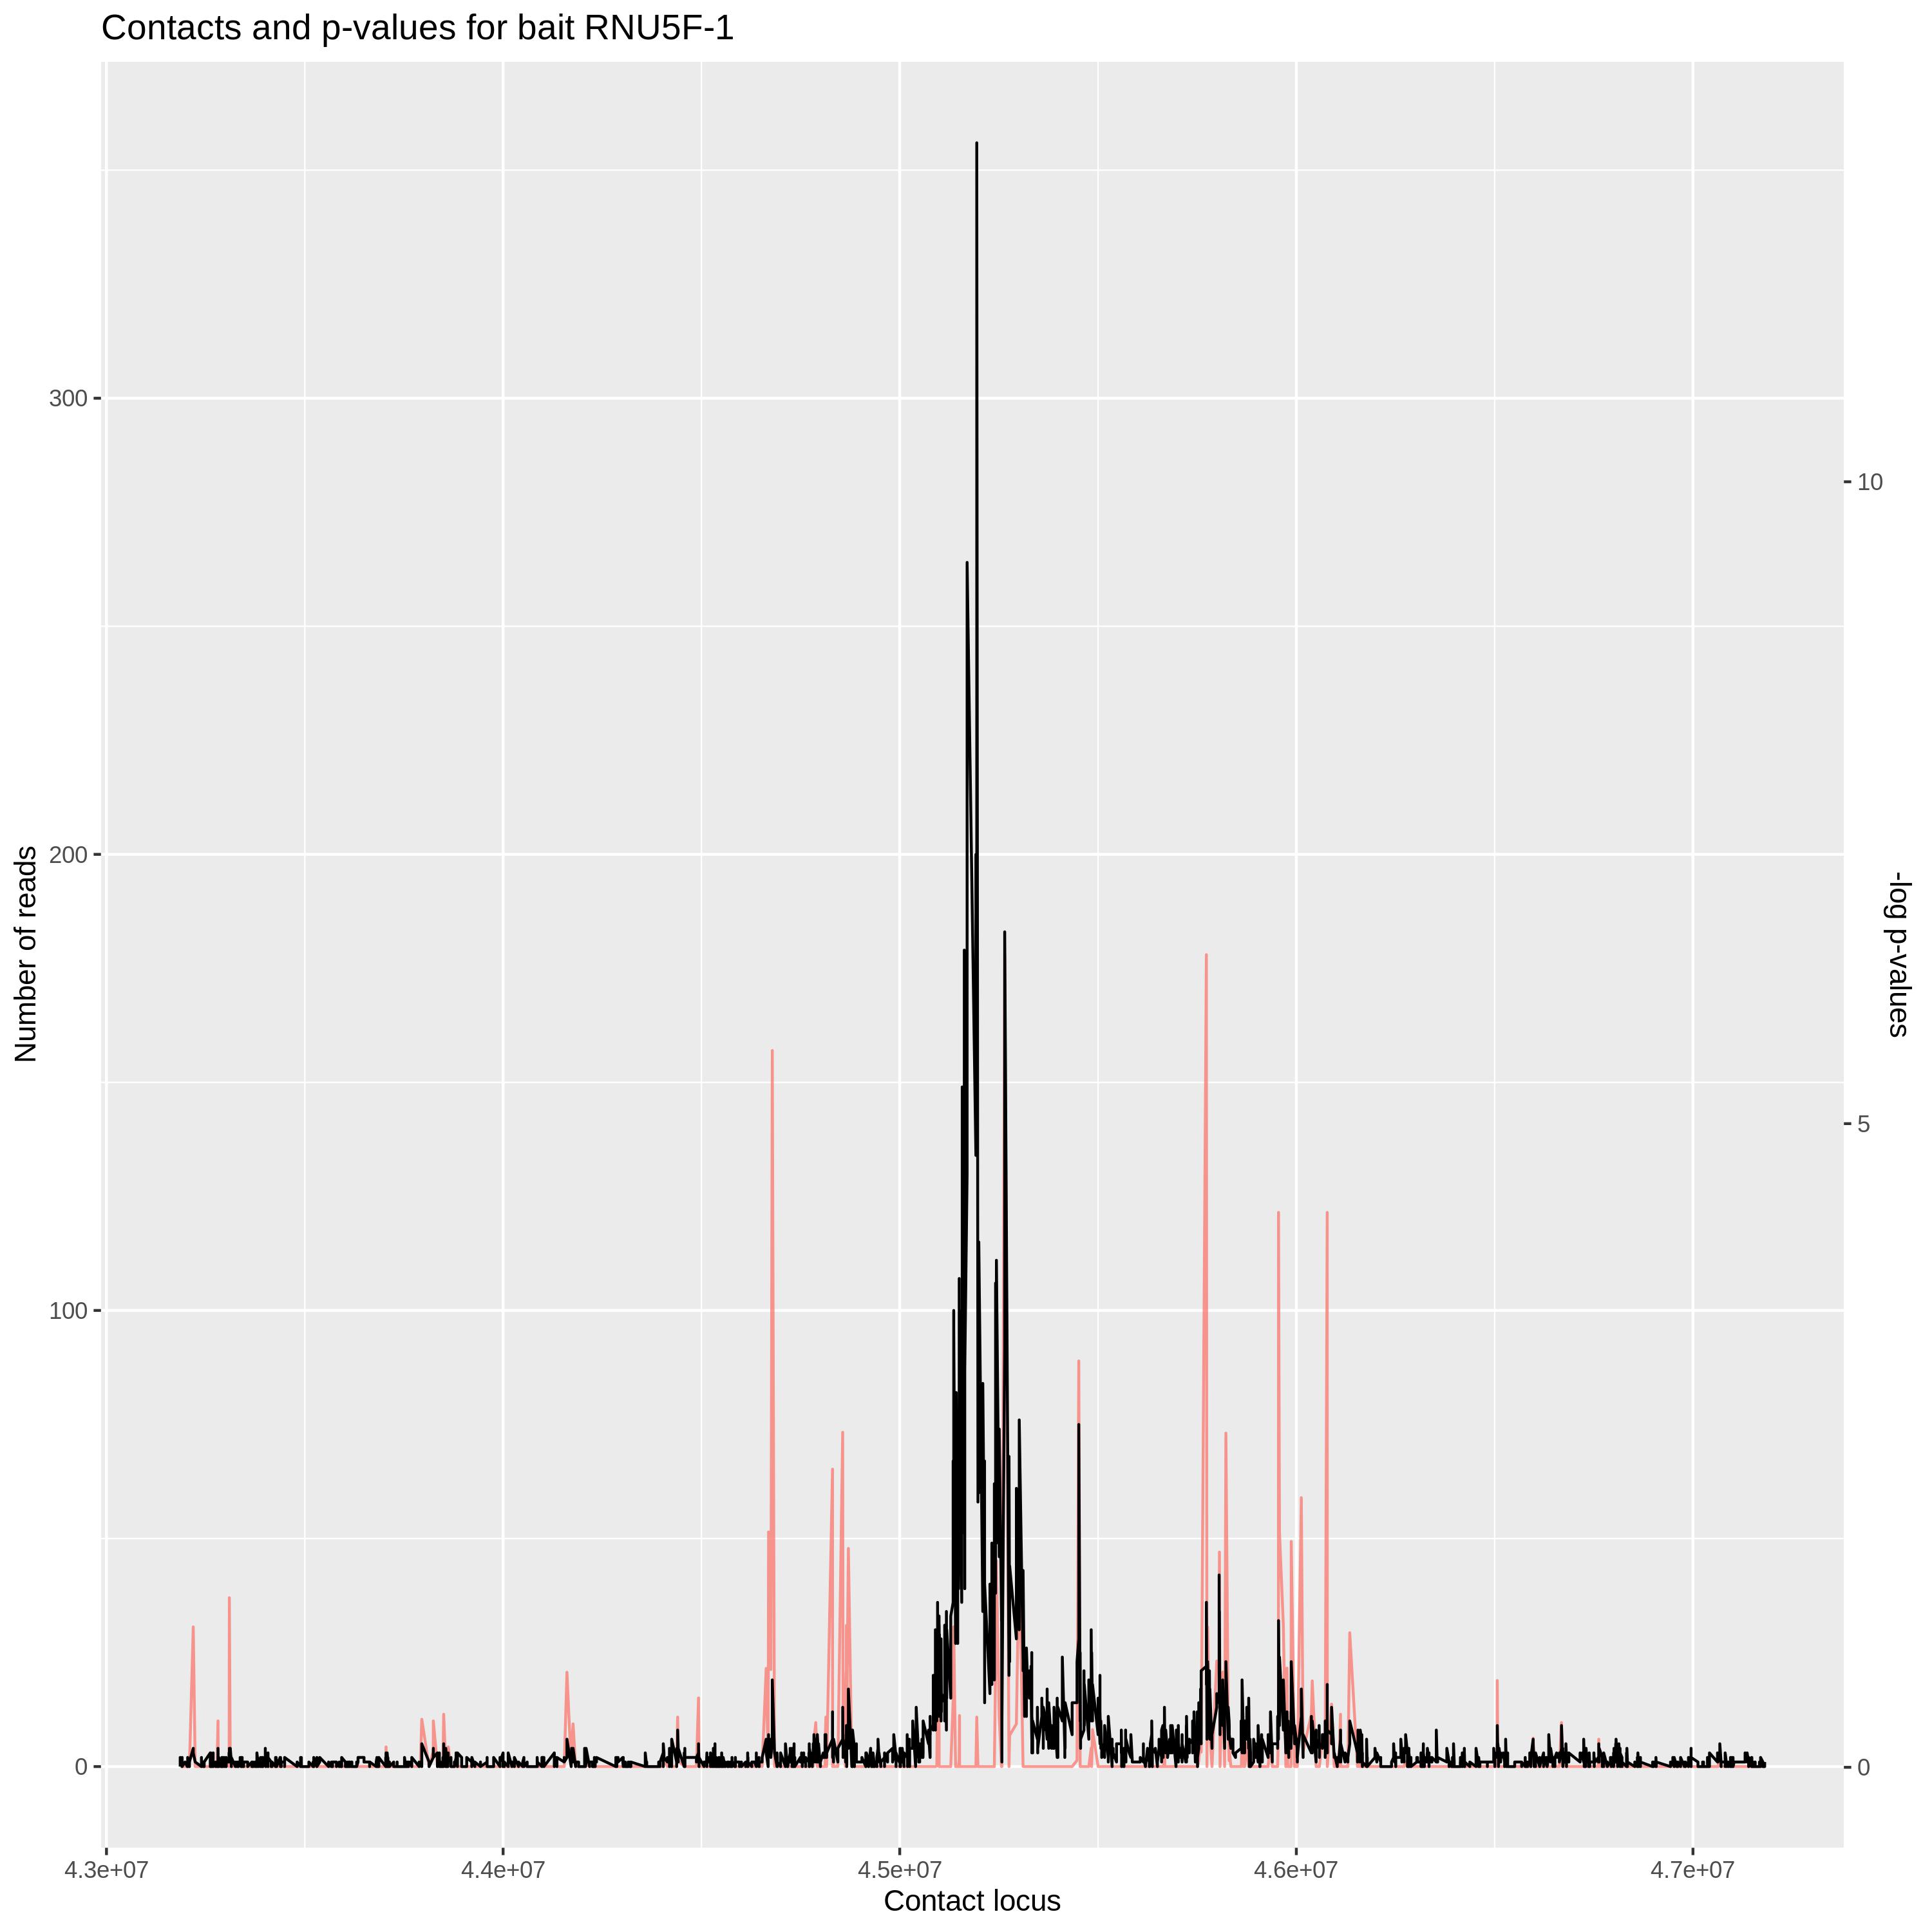 Contacts and p-values for bait RNU5F-1
Number of reads
300
200
100
0
10
5
0
-log p-values
4.3e+07
4.4e+07
4.5e+07
4.6e+07
4.7e+07
Contact locus